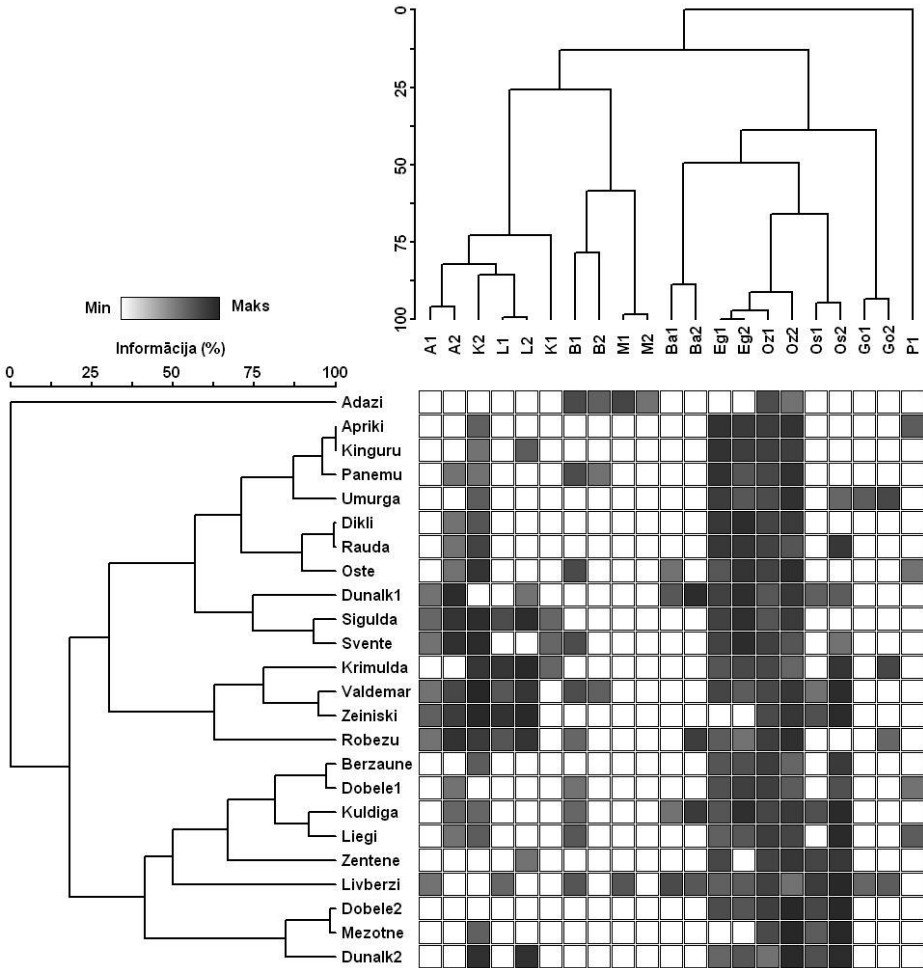 0
25
50
75
100
A1 A2 K2 L1 L2 K1 B1 B2 M1 M2 Ba1 Ba2 Eg1 Eg2 Oz1 Oz2 Os1 Os2 Go1 Go2 P1
Min Maks
Informācija (%)
0 25 50 75 100
Adazi
Apriki
Kinguru
Panemu
Umurga
Dikli
Rauda
Oste
Dunalk1
Sigulda
Svente
Krimulda
Valdemar
Zeiniski
Robezu
Berzaune
Dobele1
Kuldiga
Liegi
Zentene
Livberzi
Dobele2
Mezotne
Dunalk2